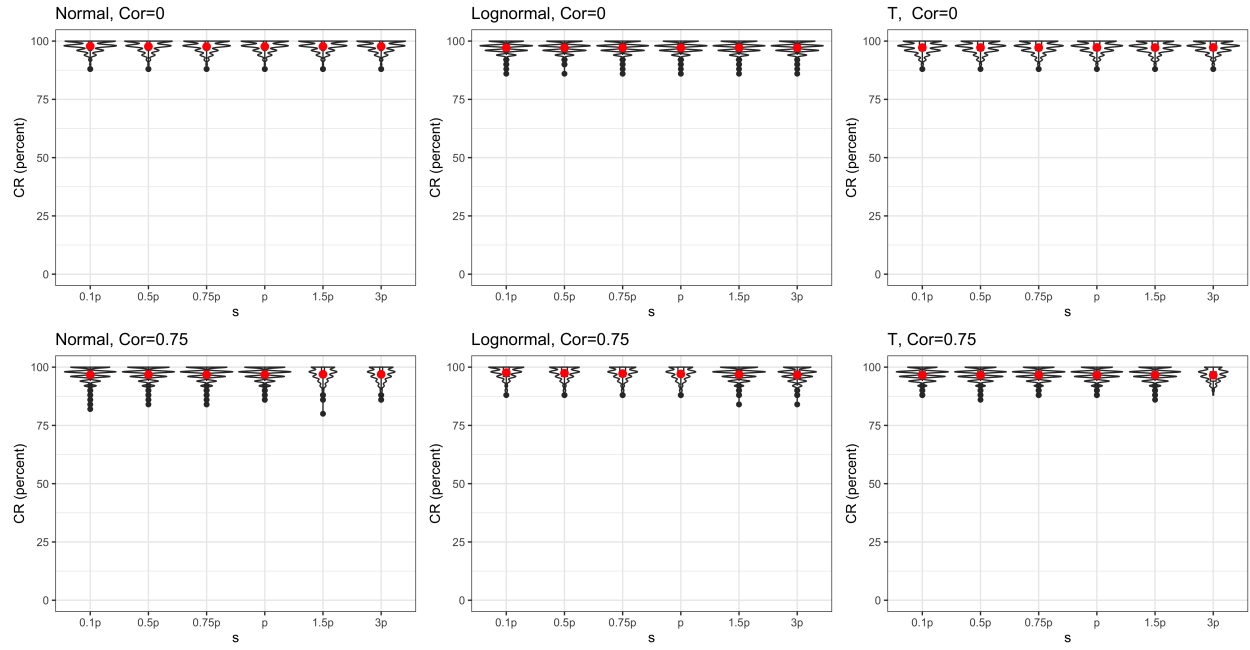 Normal, Cor=0
CR (percent)
100
75
50
25
0
0.1p 0.5p 0.75p p 1.5p 3p
s
Lognormal, Cor=0
CR (percent)
100
75
50
25
0
0.1p 0.5p 0.75p p 1.5p 3p
s
T,  Cor=0
CR (percent)
100
75
50
25
0
0.1p 0.5p 0.75p p 1.5p 3p
s
Normal, Cor=0.75
CR (percent)
100
75
50
25
0
0.1p 0.5p 0.75p p 1.5p 3p
s
Lognormal, Cor=0.75
CR (percent)
100
75
50
25
0
0.1p 0.5p 0.75p p 1.5p 3p
s
T, Cor=0.75
CR (percent)
100
75
50
25
0
0.1p 0.5p 0.75p p 1.5p 3p
s